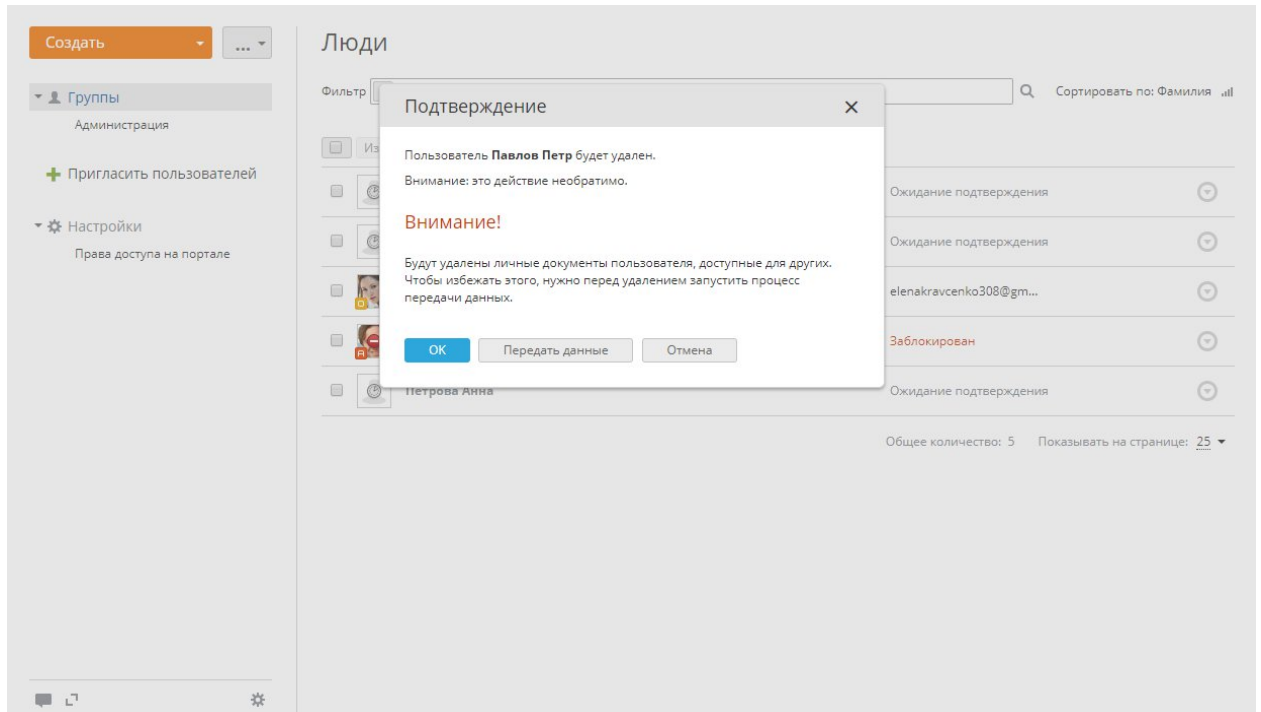 Создать
...
Люди
Фильтр
Сортировать по: Фамилия
Группы
Администрация
Пригласить пользователей
Настройки
Права доступа на портале
Подтверждение
Пользователь Павлов Петр будет удален.
Внимание: это действие необратимо.
Внимание!
Будут удалены личные документы пользователя, доступные для других.
Чтобы избежать этого, нужно перед удалением запустить процесс
передачи данных.
OK Передать данные Отмена
Ожидание подтверждения
Ожидание подтверждения
elenakravcenko308@gm...
Заблокирован
Петрова Анна Ожидание подтверждения
Общее количество: 5 Показывать на странице: 25